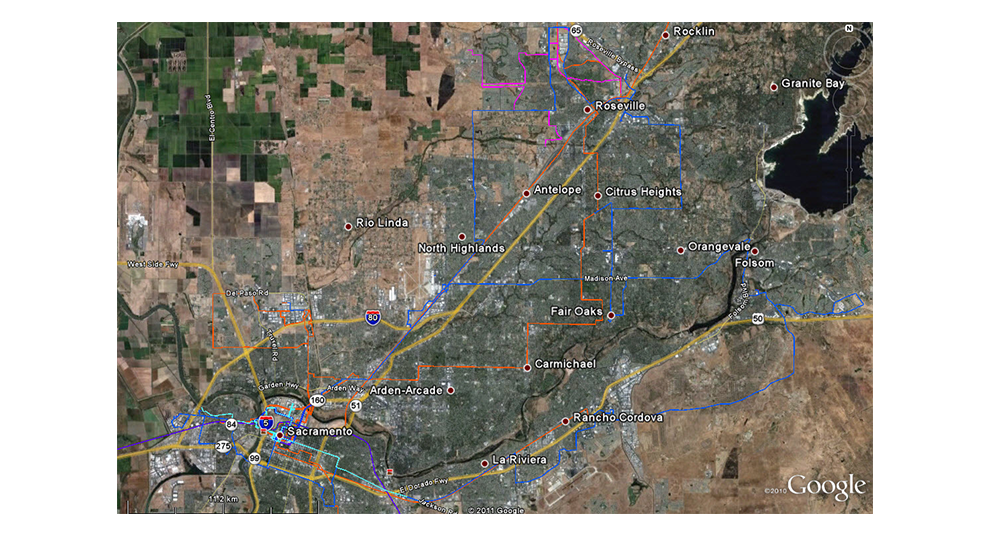 N
65
Rocklin
Roseville Bypass
Granite Bay
El Centro Blvd
Roseville
Antelope
Citrus Heights
Rio Linda
North Highlands
Orangevale
Folsom
West Side Fwy
Madison Ave
Del Paso Rd
Folsom Blvd
80
Fair Oaks
50
Carmichael
Garden Hwy
Arden Way
Arden-Arcade
160
51
84
5
Sacramento
Rancho Cordova
275
99
La Riviera
El Dorado Fwy
11.2 km
Jackson Rd
© 2011 Google
©2010 Google